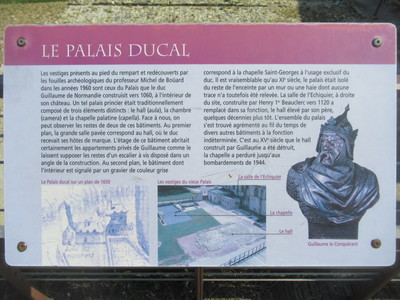 LE PALAIS DUCAL
Les vestiges présents au pied du rempart et redécouverts par
les fouilles archéologiques du professeur Michel de Boüard
dans les années 1960 sont ceux du Palais que le duc
Guillaume de Normandie construisit vers 1060, à l'intérieur de
son château. Un tel palais princier était traditionnellement
composé de trois éléments distincts : le hall (aula), la chambre
(camera) et la chapelle palatine (capella). Face à nous, on
peut observer les restes de deux de ces bâtiments. Au premier
plan, la grande salle pavée correspond au hall, où le duc
recevait ses hôtes de marque. L'étage de ce bâtiment abritait
certainement les appartements privés de Guillaume comme le
laissent supposer les restes d'un escalier à vis disposé dans un
angle de la construction. Au second plan, le bâtiment dont
l'intérieur est signalé par un gravier de couleur grise
correspond à la chapelle Saint-Georges à l'usage exclusif du
duc. Il est vraisemblable qu'au XIe siècle, le palais était isolé
du reste de l'enceinte par un mur ou une haie dont aucune
trace n'a toutefois été relevée. La salle de l'Echiquier, à droite
du site, construite par Henry 1er Beauclerc vers 1120 a
remplacé dans sa fonction, le hall élevé par son père,
quelques décennies plus tôt. L'ensemble du palais
s'est trouvé agrémenté au fil du temps de
divers autres bâtiments à la fonction
indéterminée. C'est au XVIe siècle que le hall
construit par Guillaume a été détruit,
la chapelle a perduré jusqu'aux
bombardements de 1944.
Le Palais ducal sur un plan de 1650
Les vestiges du vieux Palais
La salle de l'Echiquier
La chapelle
Le hall
Guillaume le Conquérant